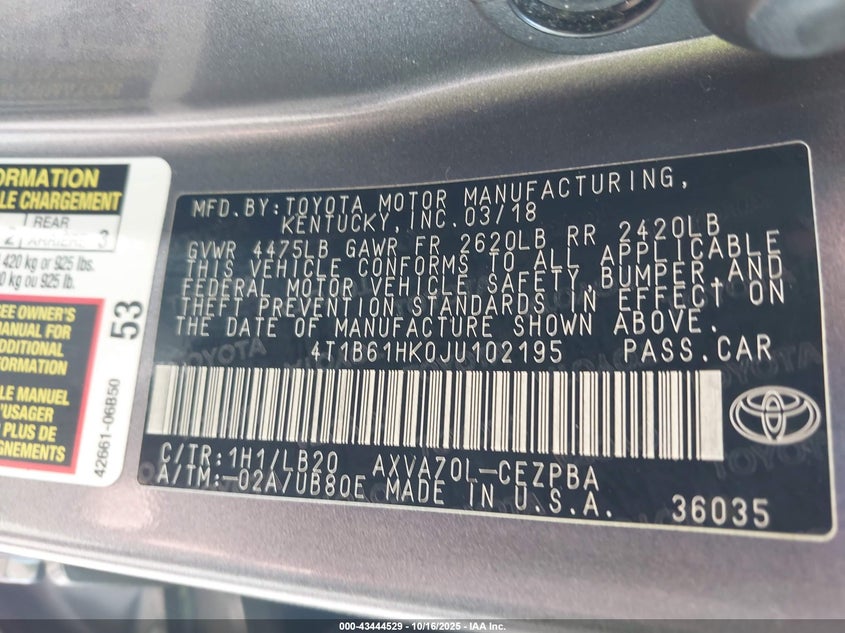 ORMATION
LE CHARGEMENT
REAR
3
420 kg or 925 lbs.
0 kg ou 925 lb.
EE OWNER'S
MANUAL FOR
ADDITIONAL
INFORMATION
LE MANUEL
'USAGER
PLUS DE
GNEMENTS
53
42661-06B50
MFD.BY:TOYOTA MOTOR MANUFACTURING,
KENTUCKY, INC.03/18
GVWR 4475LB GAWR FR 2620LB RR 2420LB
THIS VEHICLE CONFORMS TO ALL APPLICABLE
FEDERAL MOTOR VEHICLE SAFETY,BUMPER,AND
THEFT PREVENTION STANDARDS IN EFFECT ON
THE DATE OF MANUFACTURE SHOWN ABOVE.
4T1B61HK0JU102195 PASS.CAR
C/TR:1H1/LB20 AXVA70L-CEZPBA
A/TM:-02A/UB80E MADE IN U.S.A. 36035
TOYOTA
000-43444529 - 10/16/2025 - IAA Inc.